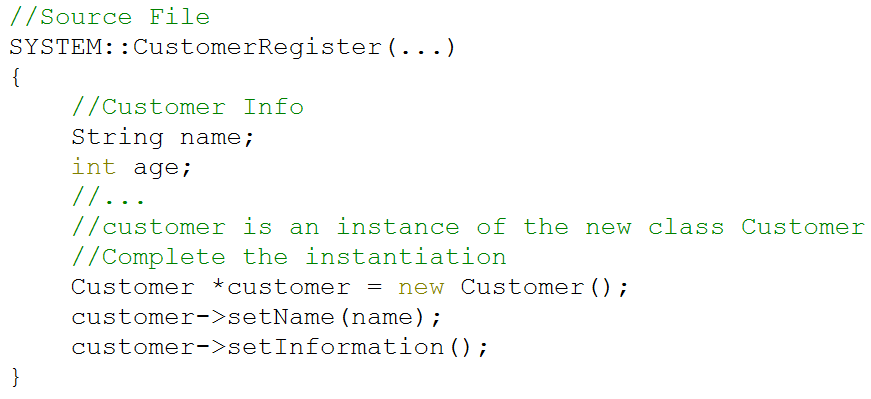 //Source File
SYSTEM::CustomerRegister(...)
{
    //Customer Info
    String name;
    int age;
    //...
    //customer is an instance of the new class Customer
    //Complete the instantiation
    Customer *customer = new Customer();
    customer->setName(name);
    customer->setInformation();
}